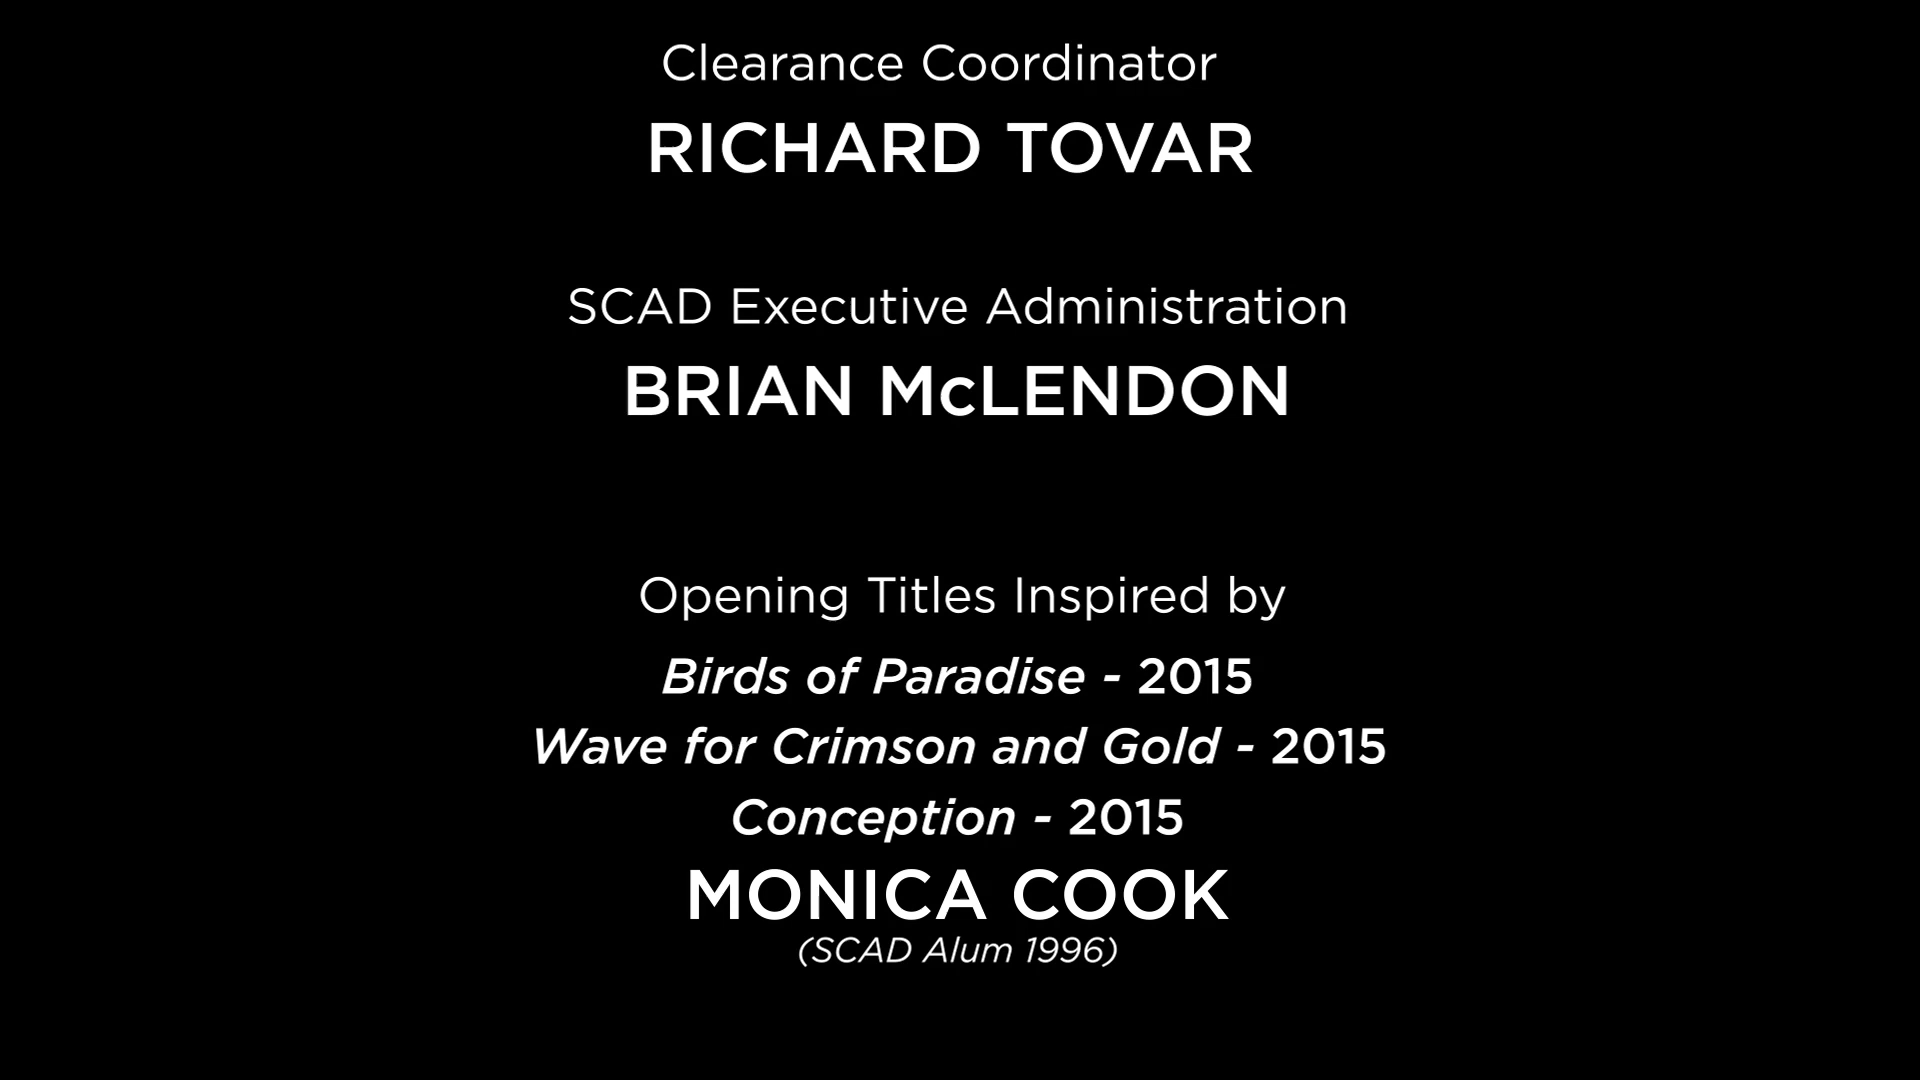 Clearance Coordinator
RICHARD TOVAR
SCAD Executive Administration
BRIAN McLENDON
Opening Titles Inspired by
Birds of Paradise - 2015
Wave for Crimson and Gold - 2015
Conception - 2015
MONICA COOK
(SCAD Alum 1996)